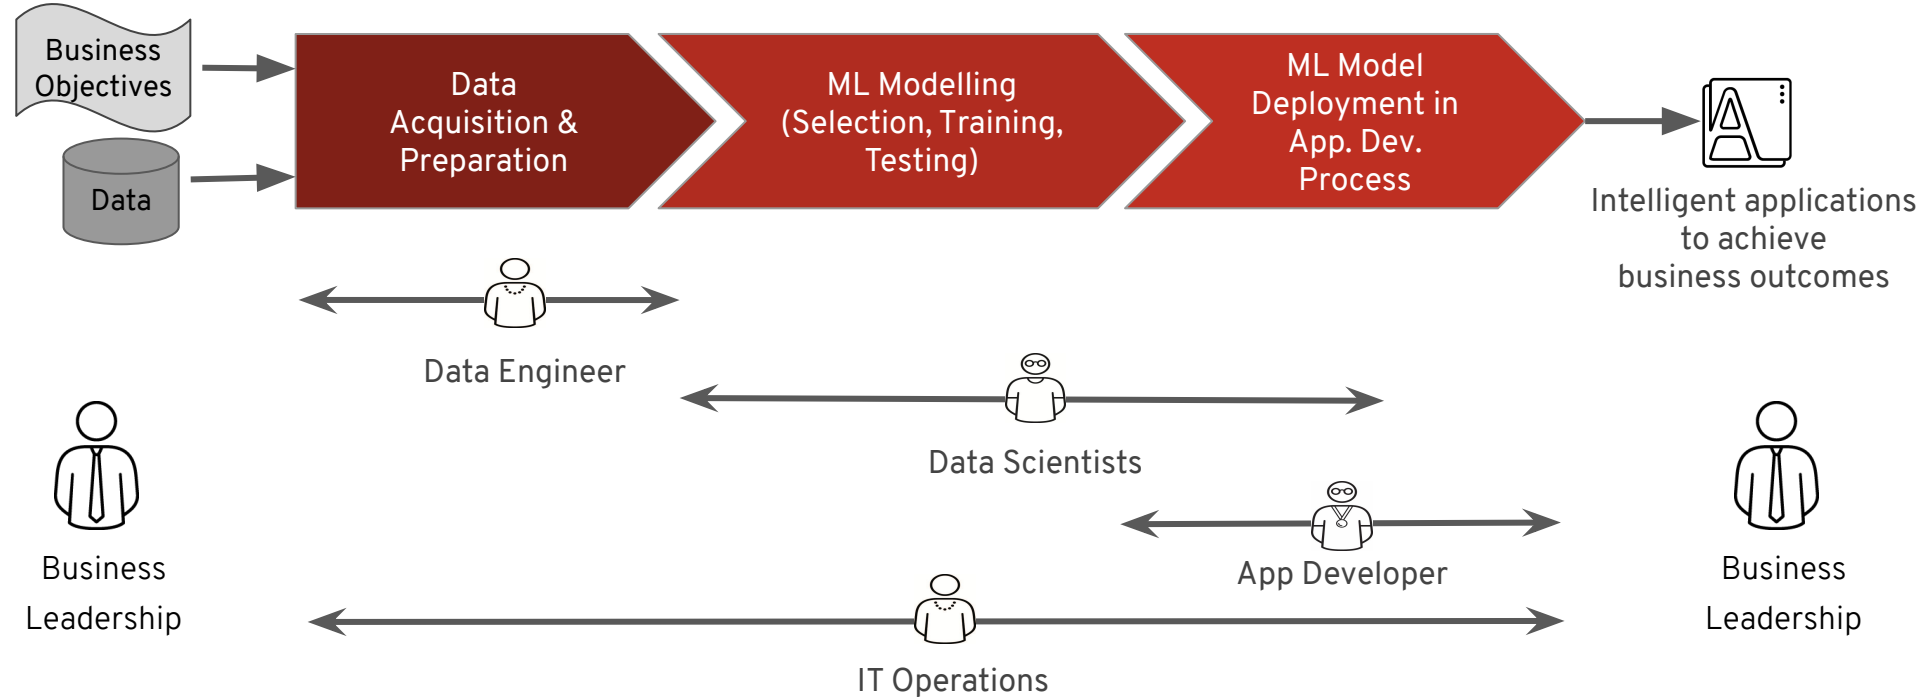 Business
Objectives
Data
Data
Acquisition &
Preparation
ML Modelling
(Selection, Training,
Testing)
ML Model
Deployment in
App. Dev.
Process
Intelligent applications
to achieve
business outcomes
Data Engineer
Data Scientists
App Developer
IT Operations
Business
Leadership
Business
Leadership